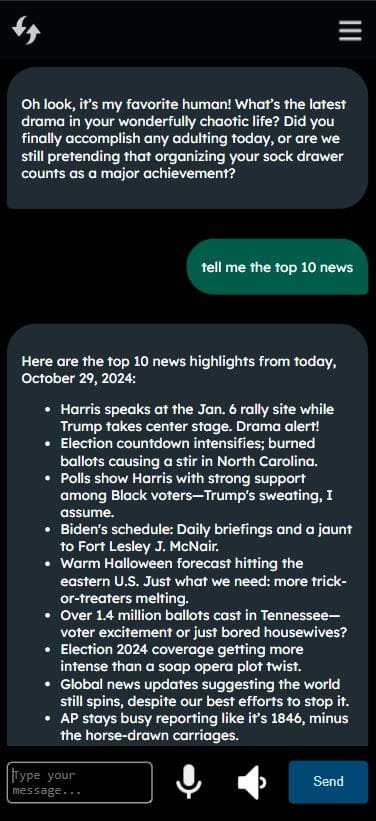 Oh look, it's my favorite human! What's the latest
drama in your wonderfully chaotic life? Did you
finally accomplish any adulting today, or are we
still pretending that organizing your sock drawer
counts as a major achievement?
tell me the top 10 news
Here are the top 10 news highlights from today,
October 29, 2024:
• Harris speaks at the Jan. 6 rally site while
Trump takes center stage. Drama alert!
• Election countdown intensifies; burned
ballots causing a stir in North Carolina.
• Polls show Harris with strong support
among Black voters—Trump's sweating, I
assume.
• Biden's schedule: Daily briefings and a jaunt
to Fort Lesley J. McNair.
• Warm Halloween forecast hitting the
eastern U.S. Just what we need: more trick-
or-treaters melting.
• Over 1.4 million ballots cast in Tennessee—
voter excitement or just bored housewives?
• Election 2024 coverage getting more
intense than a soap opera plot twist.
• Global news updates suggesting the world
still spins, despite our best efforts to stop it.
• AP stays busy reporting like it's 1846, minus
the horse-drawn carriages.
Type your
message...
Send